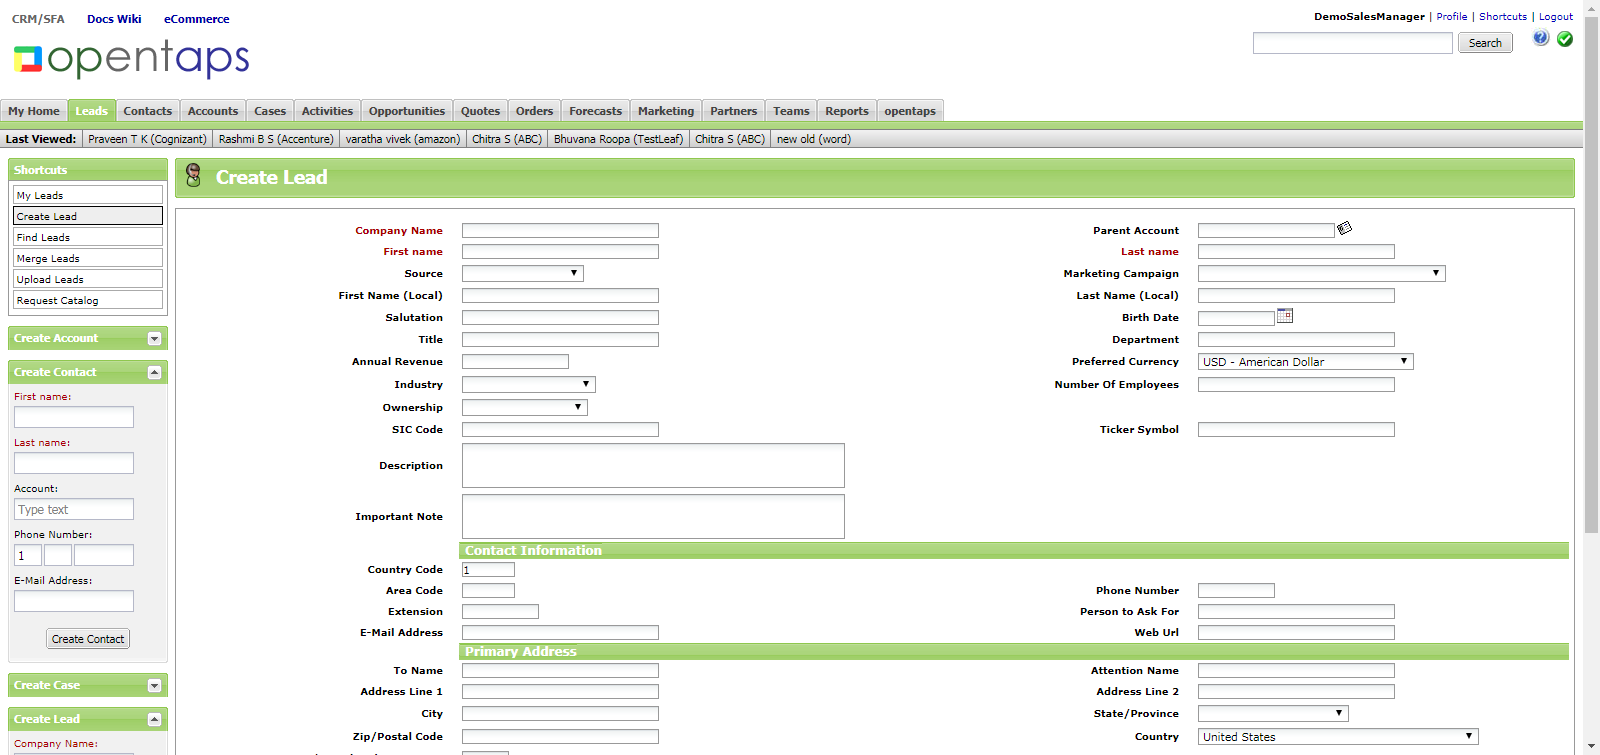 CRM/SFA Docs Wiki eCommerce
DemoSalesManager | Profile | Shortcuts | Logout
opentaps
Search
My Home Leads Contacts Accounts Cases Activities Opportunities Quotes Orders Forecasts Marketing Partners Teams Reports opentaps
Last Viewed: Praveen T K (Cognizant) Rashmi B S (Accenture) varatha vivek (amazon) Chitra S (ABC) Bhuvana Roopa (TestLeaf) Chitra S (ABC) new old (word)
Shortcuts
My Leads
Create Lead
Find Leads
Merge Leads
Upload Leads
Request Catalog
Create Account
Create Contact
First name:
Last name:
Account:
Type text
Phone Number:
1
E-Mail Address:
Create Contact
Create Case
Create Lead
Company Name:
Create Lead
Company Name Parent Account
First name Last name
Source Marketing Campaign
First Name (Local) Last Name (Local)
Salutation Birth Date
Title Department
Annual Revenue Preferred Currency USD - American Dollar
Industry Number Of Employees
Ownership
SIC Code Ticker Symbol
Description
Important Note
Contact Information
Country Code 1
Area Code Phone Number
Extension Person to Ask For
E-Mail Address Web Url
Primary Address
To Name Attention Name
Address Line 1 Address Line 2
City State/Province
Zip/Postal Code Country United States